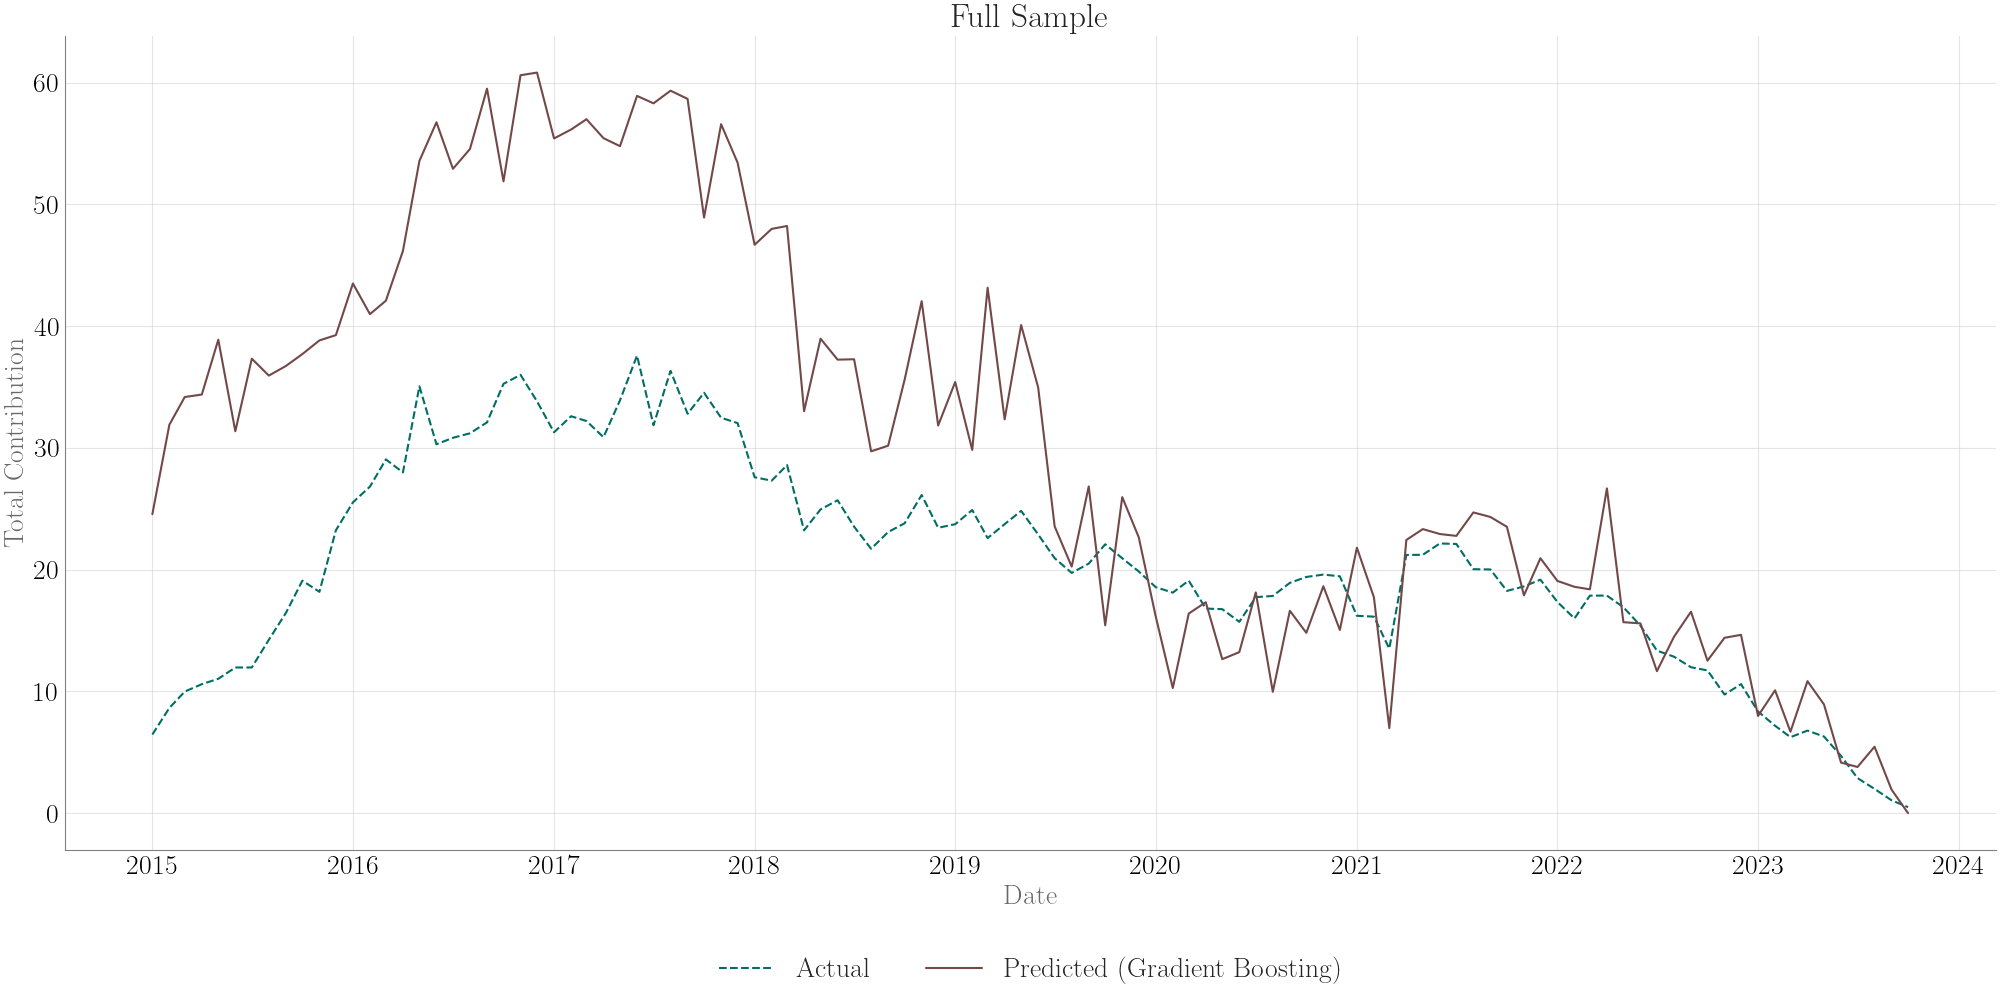 Full Sample
Total Contribution
60
50
40
30
20
10
0
2015 2016 2017 2018 2019 2020 2021 2022 2023 2024
Date
Actual Predicted (Gradient Boosting)